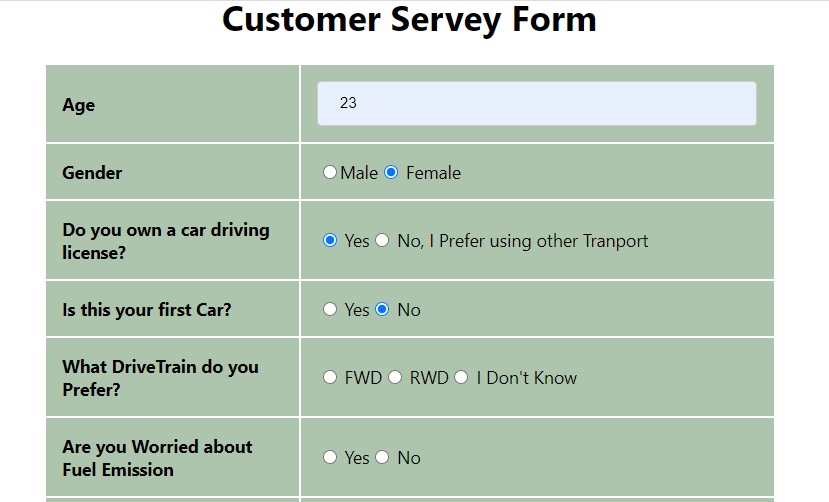 Customer Servey Form
Age
23
Gender
Male Female
Do you own a car driving
license?
Yes No, I Prefer using other Tranport
Is this your first Car?
Yes No
What DriveTrain do you
Prefer?
FWD RWD I Don't Know
Are you Worried about
Fuel Emission
Yes No